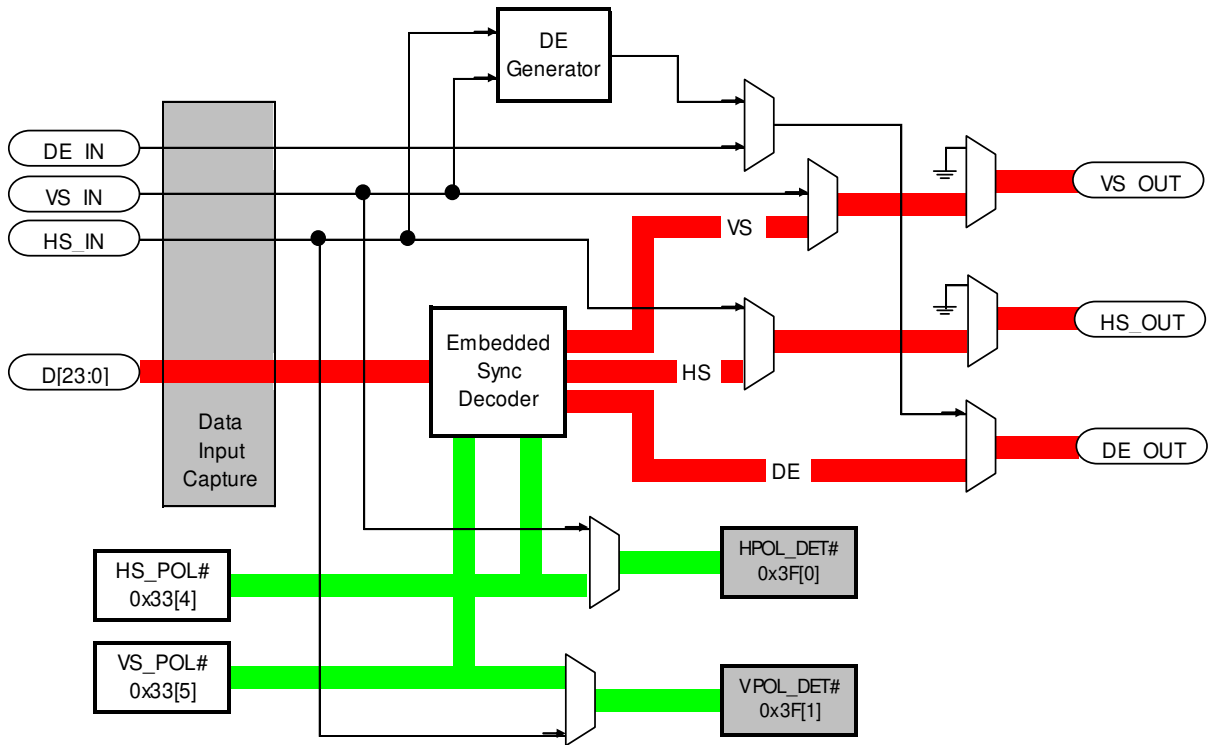 DE
Generator
DE_IN
VS_IN
HS_IN
VS_OUT
VS
HS_OUT
Embedded
Sync
Decoder
HS
D[23:0]
Data
Input
Capture
DE_OUT
DE
HS_POL#
0x33[4]
HPOL_DET#
0x3F[0]
VS_POL#
0x33[5]
VPOL_DET#
0x3F[1]